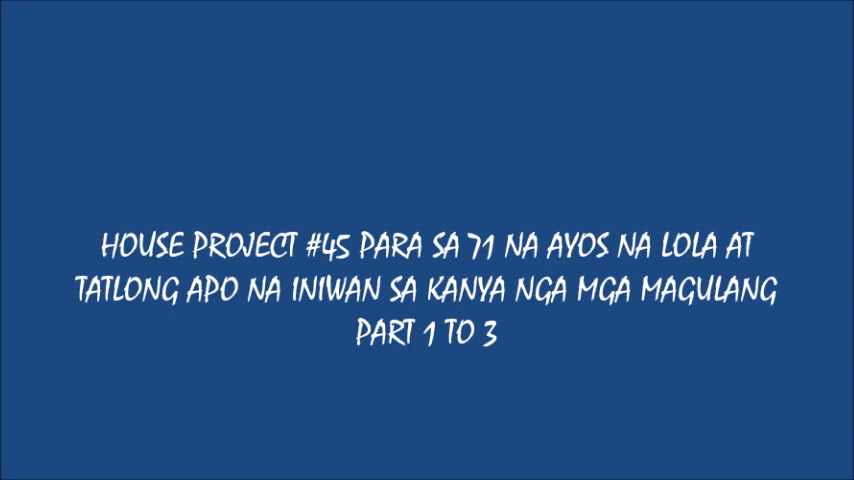 HOUSE PROJECT #45 PARA SA 71 NA AYOS NA LOLA AT
TATLONG APO NA INIWAN SA KANYA NGA MGA MAGULANG
PART 1 TO 3